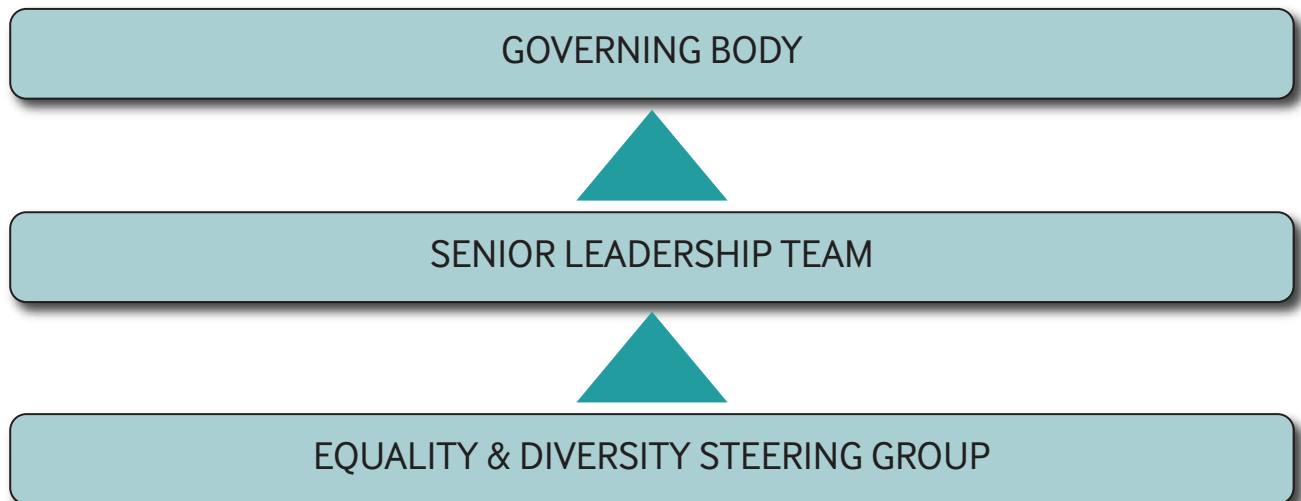 GOVERNING BODY
SENIOR LEADERSHIP TEAM
EQUALITY & DIVERSITY STEERING GROUP